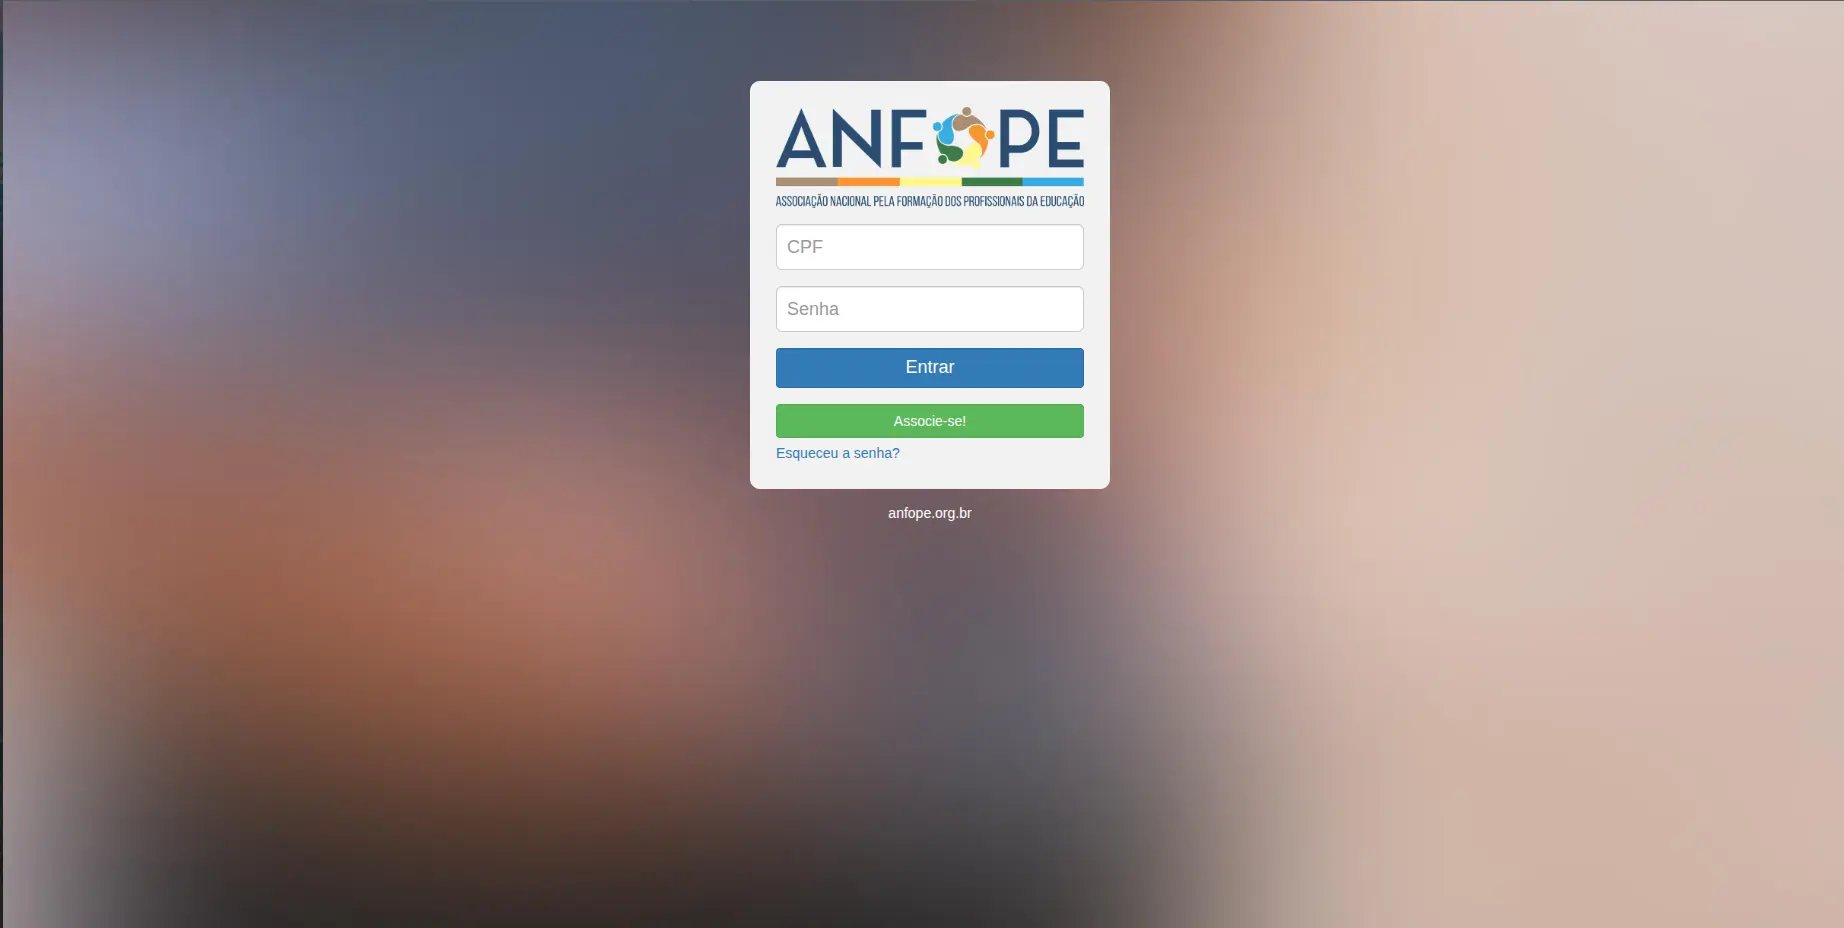 ANFOPE
ASSOCIAÇÃO NACIONAL PELA FORMAÇÃO DOS PROFISSIONAIS DA EDUCAÇÃO
CPF
Senha
Entrar
Associe-se!
Esqueceu a senha?
anfope.org.br